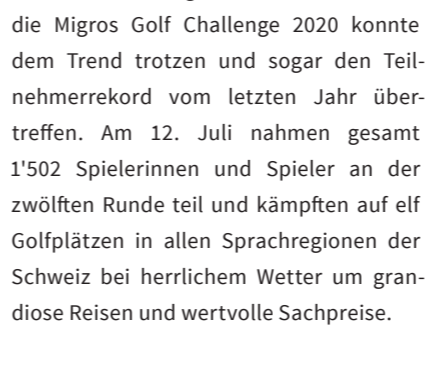 die Migros Golf Challenge 2020 konnte
dem Trend trotzen und sogar den Teil-
nehmerrekord vom letzten Jahr über-
treffen. Am 12. Juli nahmen gesamt
1'502 Spielerinnen und Spieler an der
zwölften Runde teil und kämpften auf elf
Golfplätzen in allen Sprachregionen der
Schweiz bei herrlichem Wetter um gran-
diose Reisen und wertvolle Sachpreise.